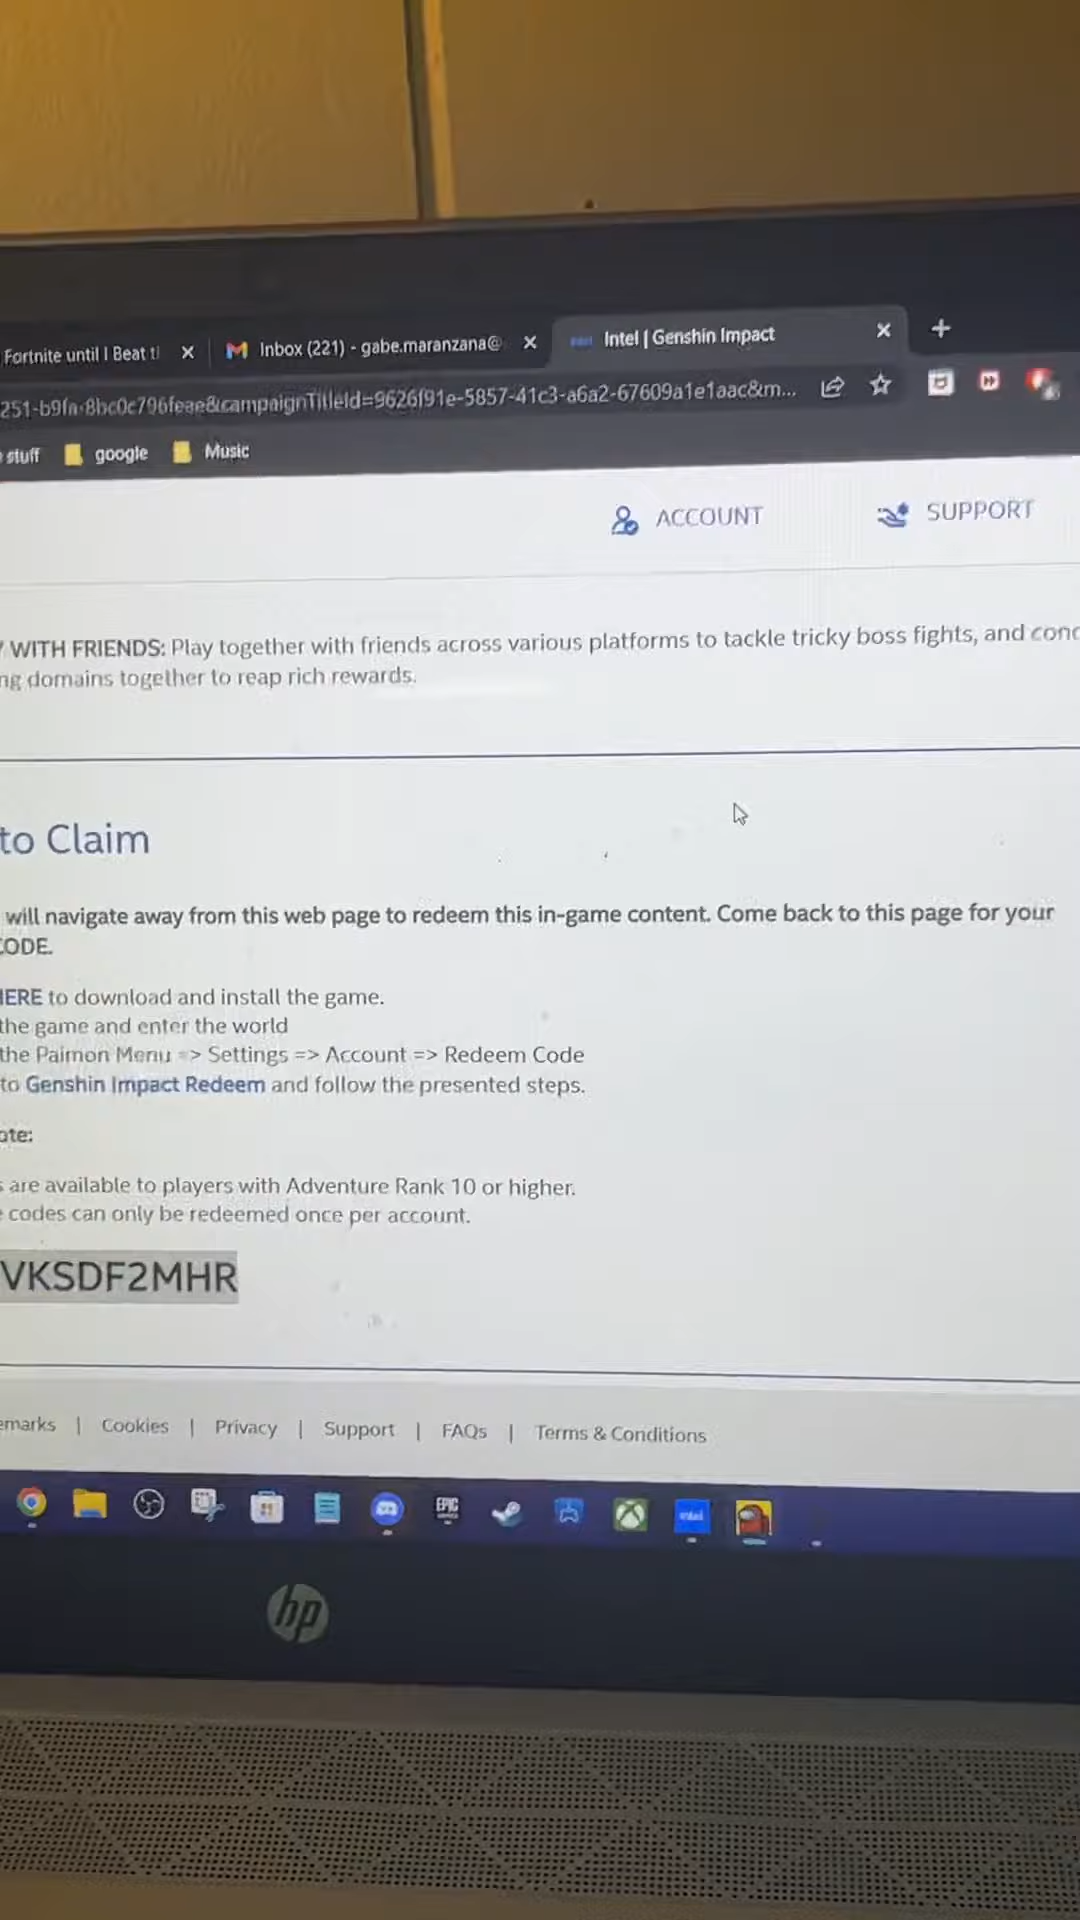 Fortnite until I Beat t
Inbox (221) - gabe.maranzana@
Intel | Genshin Impact
251-b9fa-8bc0c796feae&campaignTitleId=9626f91e-5857-41c3-a6a2-67609a1e1aac&m...
stuff
google
Music
ACCOUNT
SUPPORT
WITH FRIENDS: Play together with friends across various platforms to tackle tricky boss fights, and conq
ng domains together to reap rich rewards.
to Claim
will navigate away from this web page to redeem this in-game content. Come back to this page for your
CODE.
HERE to download and install the game.
the game and enter the world
the Paimon Menu => Settings => Account => Redeem Code
to Genshin Impact Redeem and follow the presented steps.
ote:
s are available to players with Adventure Rank 10 or higher.
e codes can only be redeemed once per account.
VKSDF2MHR
emarks | Cookies | Privacy | Support | FAQs | Terms & Conditions
EPIC
intel
hp